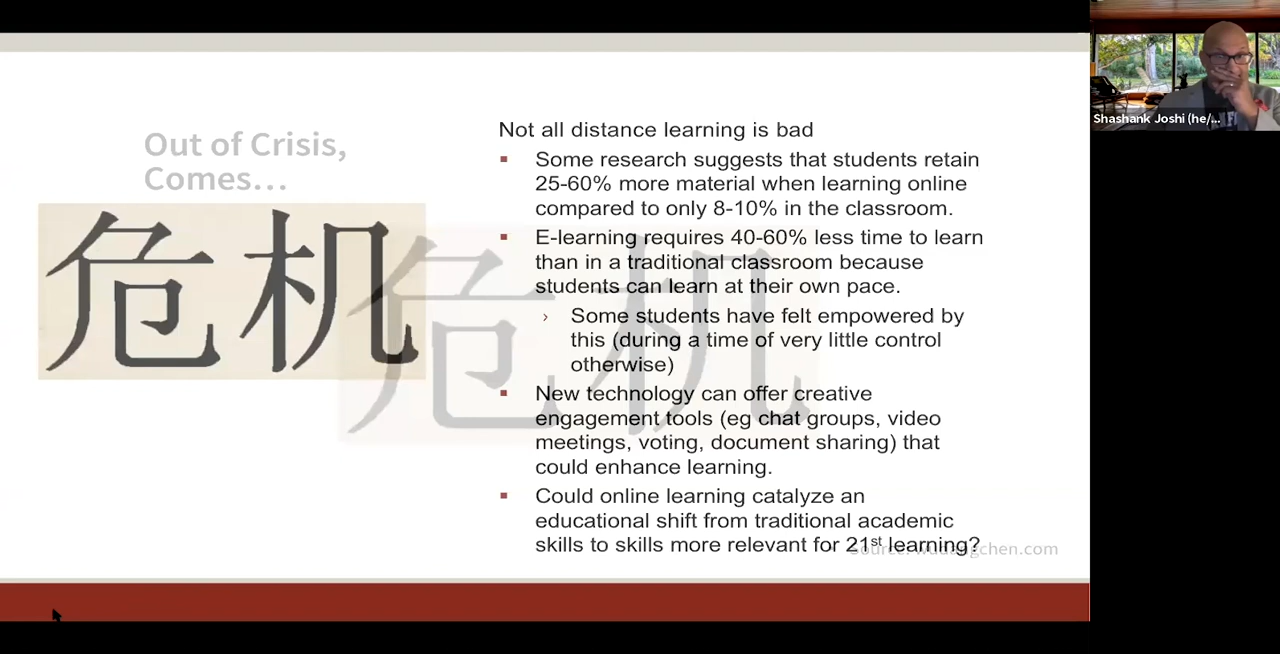 Out of Crisis,
Comes…
危机
危机
Not all distance learning is bad
▪ Some research suggests that students retain
25-60% more material when learning online
compared to only 8-10% in the classroom.
▪ E-learning requires 40-60% less time to learn
than in a traditional classroom because
students can learn at their own pace.
› Some students have felt empowered by
this (during a time of very little control
otherwise)
▪ New technology can offer creative
engagement tools (eg chat groups, video
meetings, voting, document sharing) that
could enhance learning.
▪ Could online learning catalyze an
educational shift from traditional academic
skills to skills more relevant for 21st learning?
Source:
Shashank Joshi (he/...